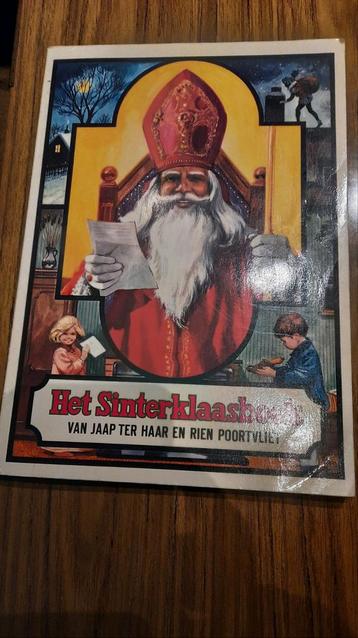 Het Sinterklaasboek
VAN JAAP TER HAAR EN RIEN POORTVLIET